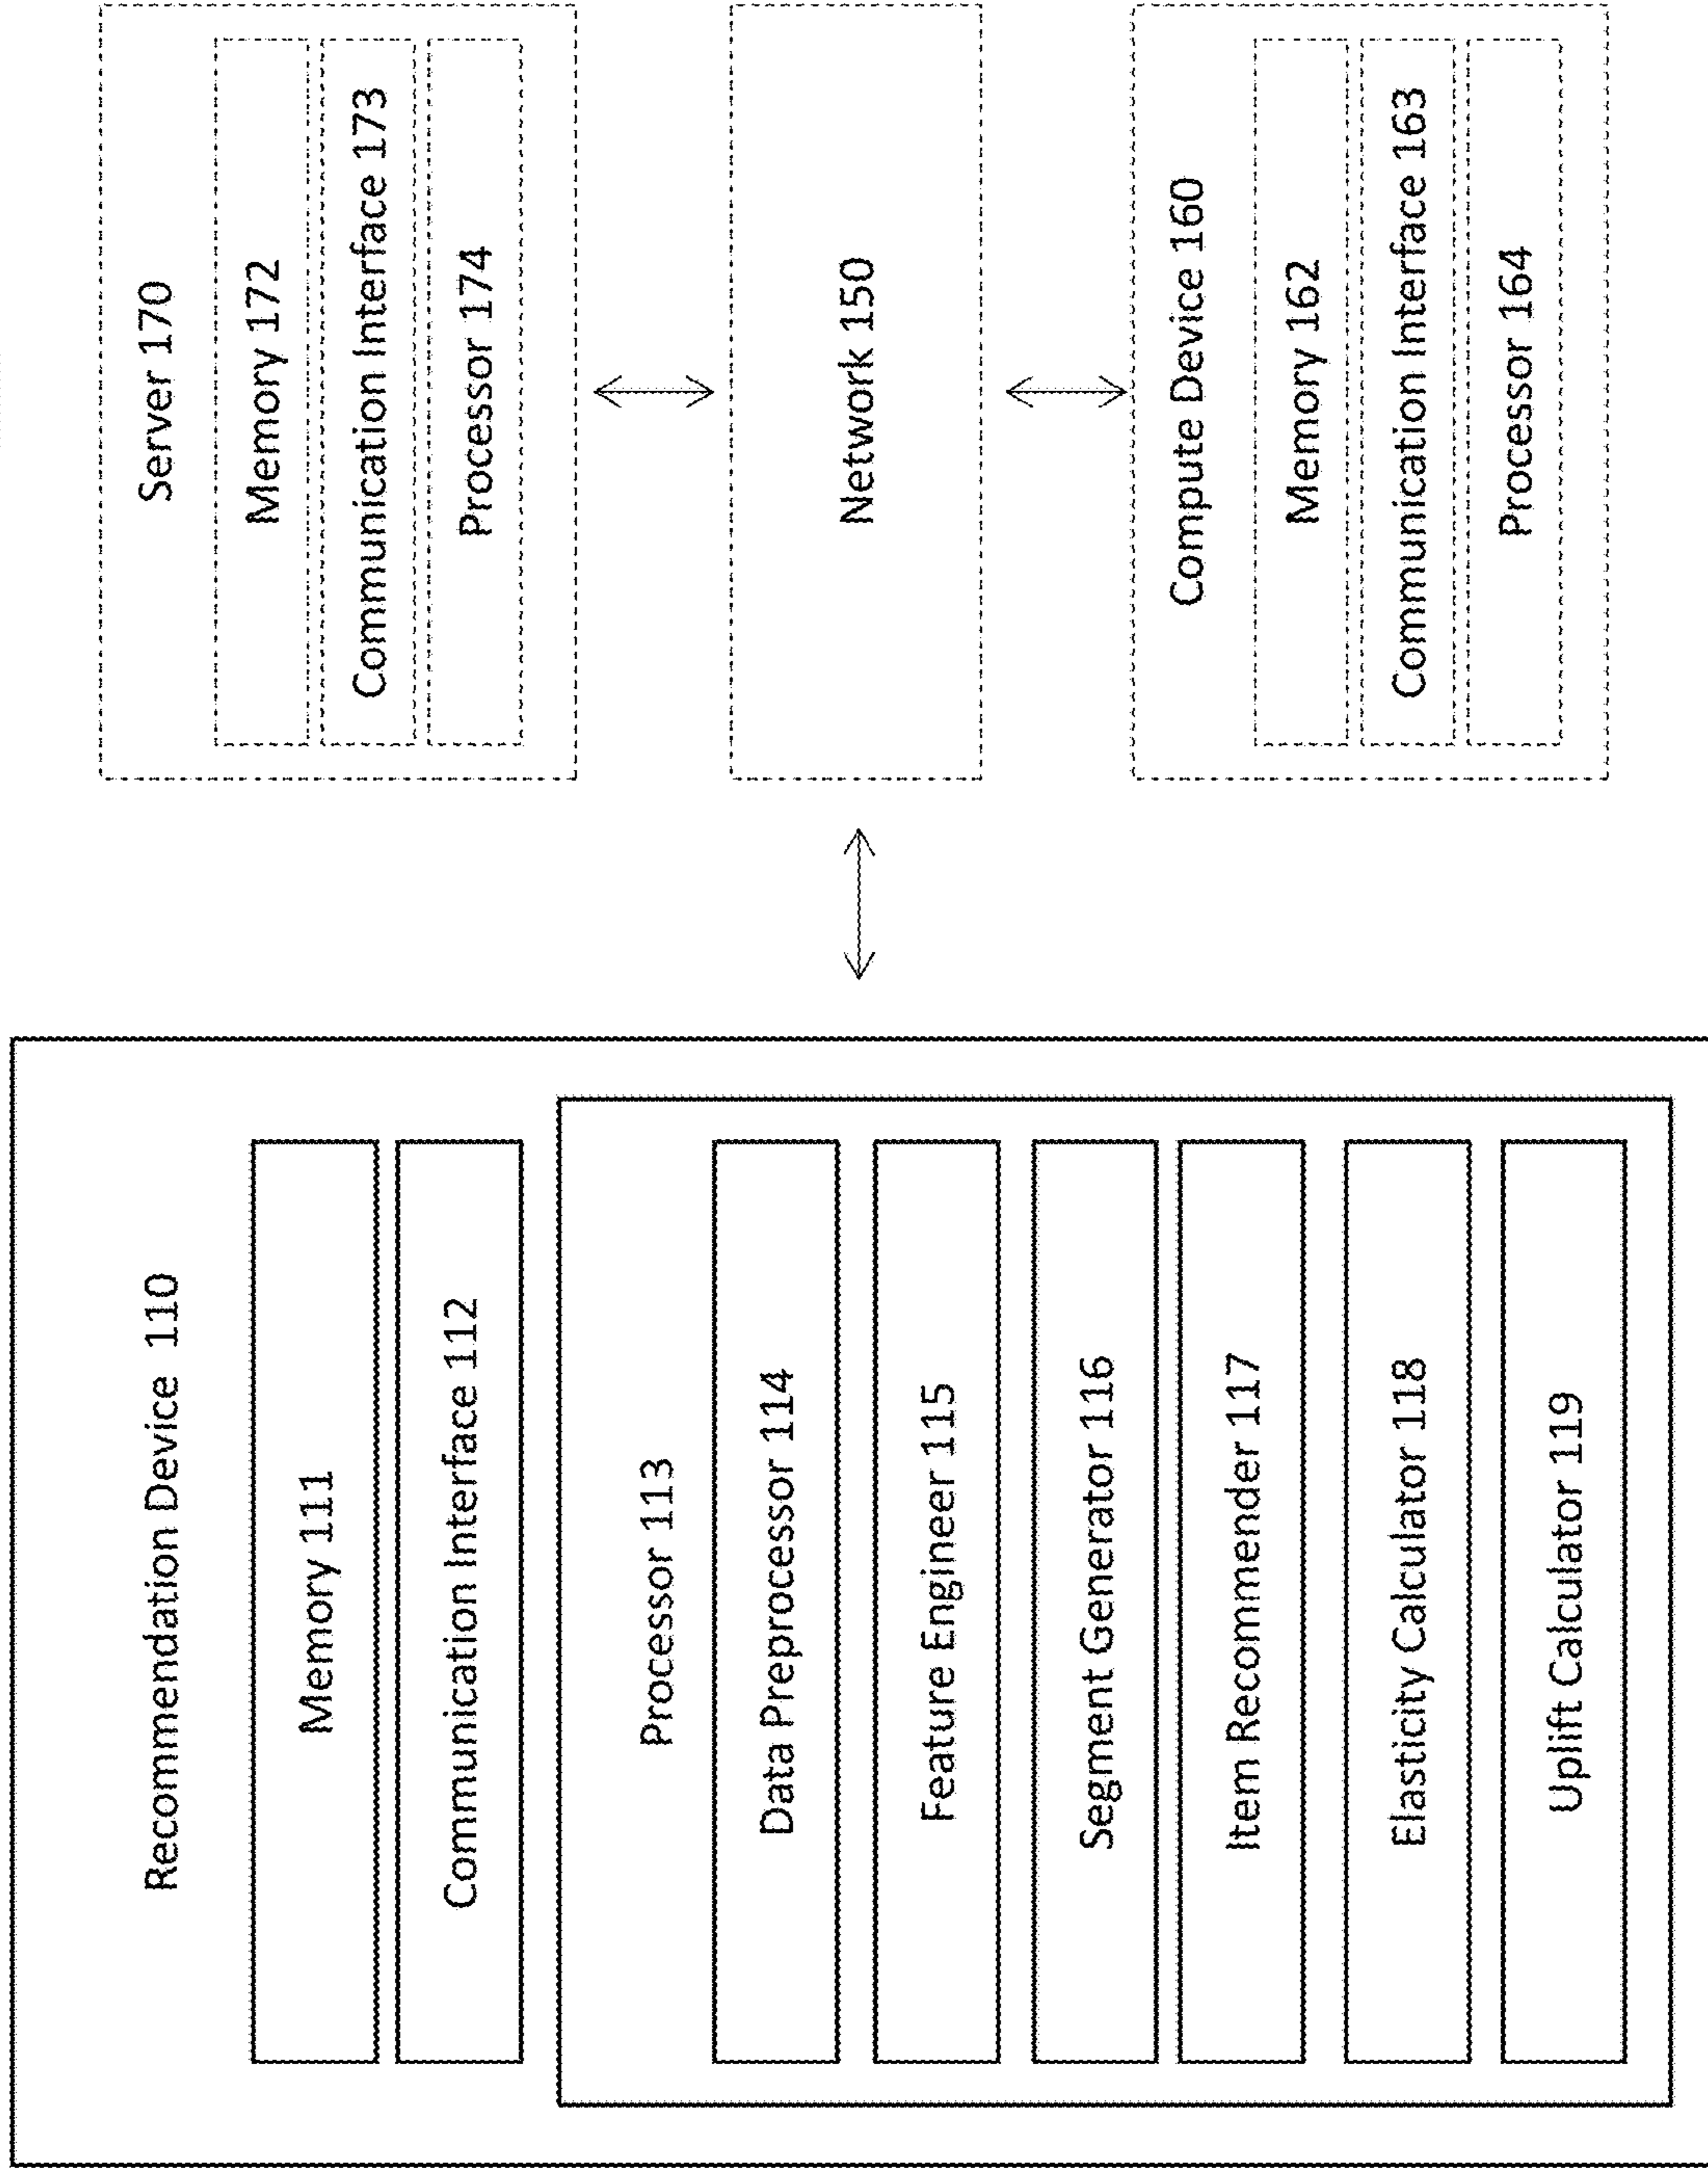 Recommendation Device 110
Memory 111
Communication Interface 112
Processor 113
Data Preprocessor 114
Feature Engineer 115
Segment Generator 116
Item Recommender 117
Elasticity Calculator 118
Uplift Calculator 119
Server 170
Memory 172
Communication Interface 173
Processor 174
Network 150
Compute Device 160
Memory 162
Communication Interface 163
Processor 164